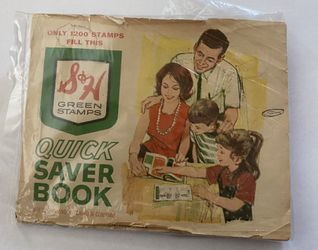 ONLY 1200 STAMPS
FILL THIS
S&H
GREEN
STAMPS
QUICK
SAVER
BOOK